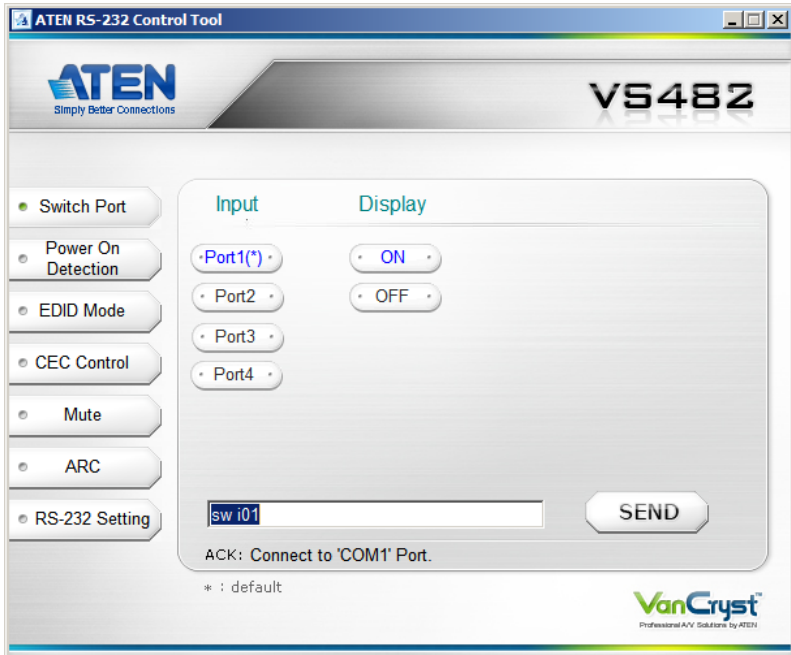 ATEN RS-232 Control Tool
ATEN
Simply Better Connections
VS482
Switch Port
Power On
Detection
EDID Mode
CEC Control
Mute
ARC
RS-232 Setting
Input
Display
Port1(*)
ON
Port2
OFF
Port3
Port4
sw i01
SEND
ACK: Connect to 'COM1' Port.
* : default
VanCryst™
Professional A/V Solutions by ATEN